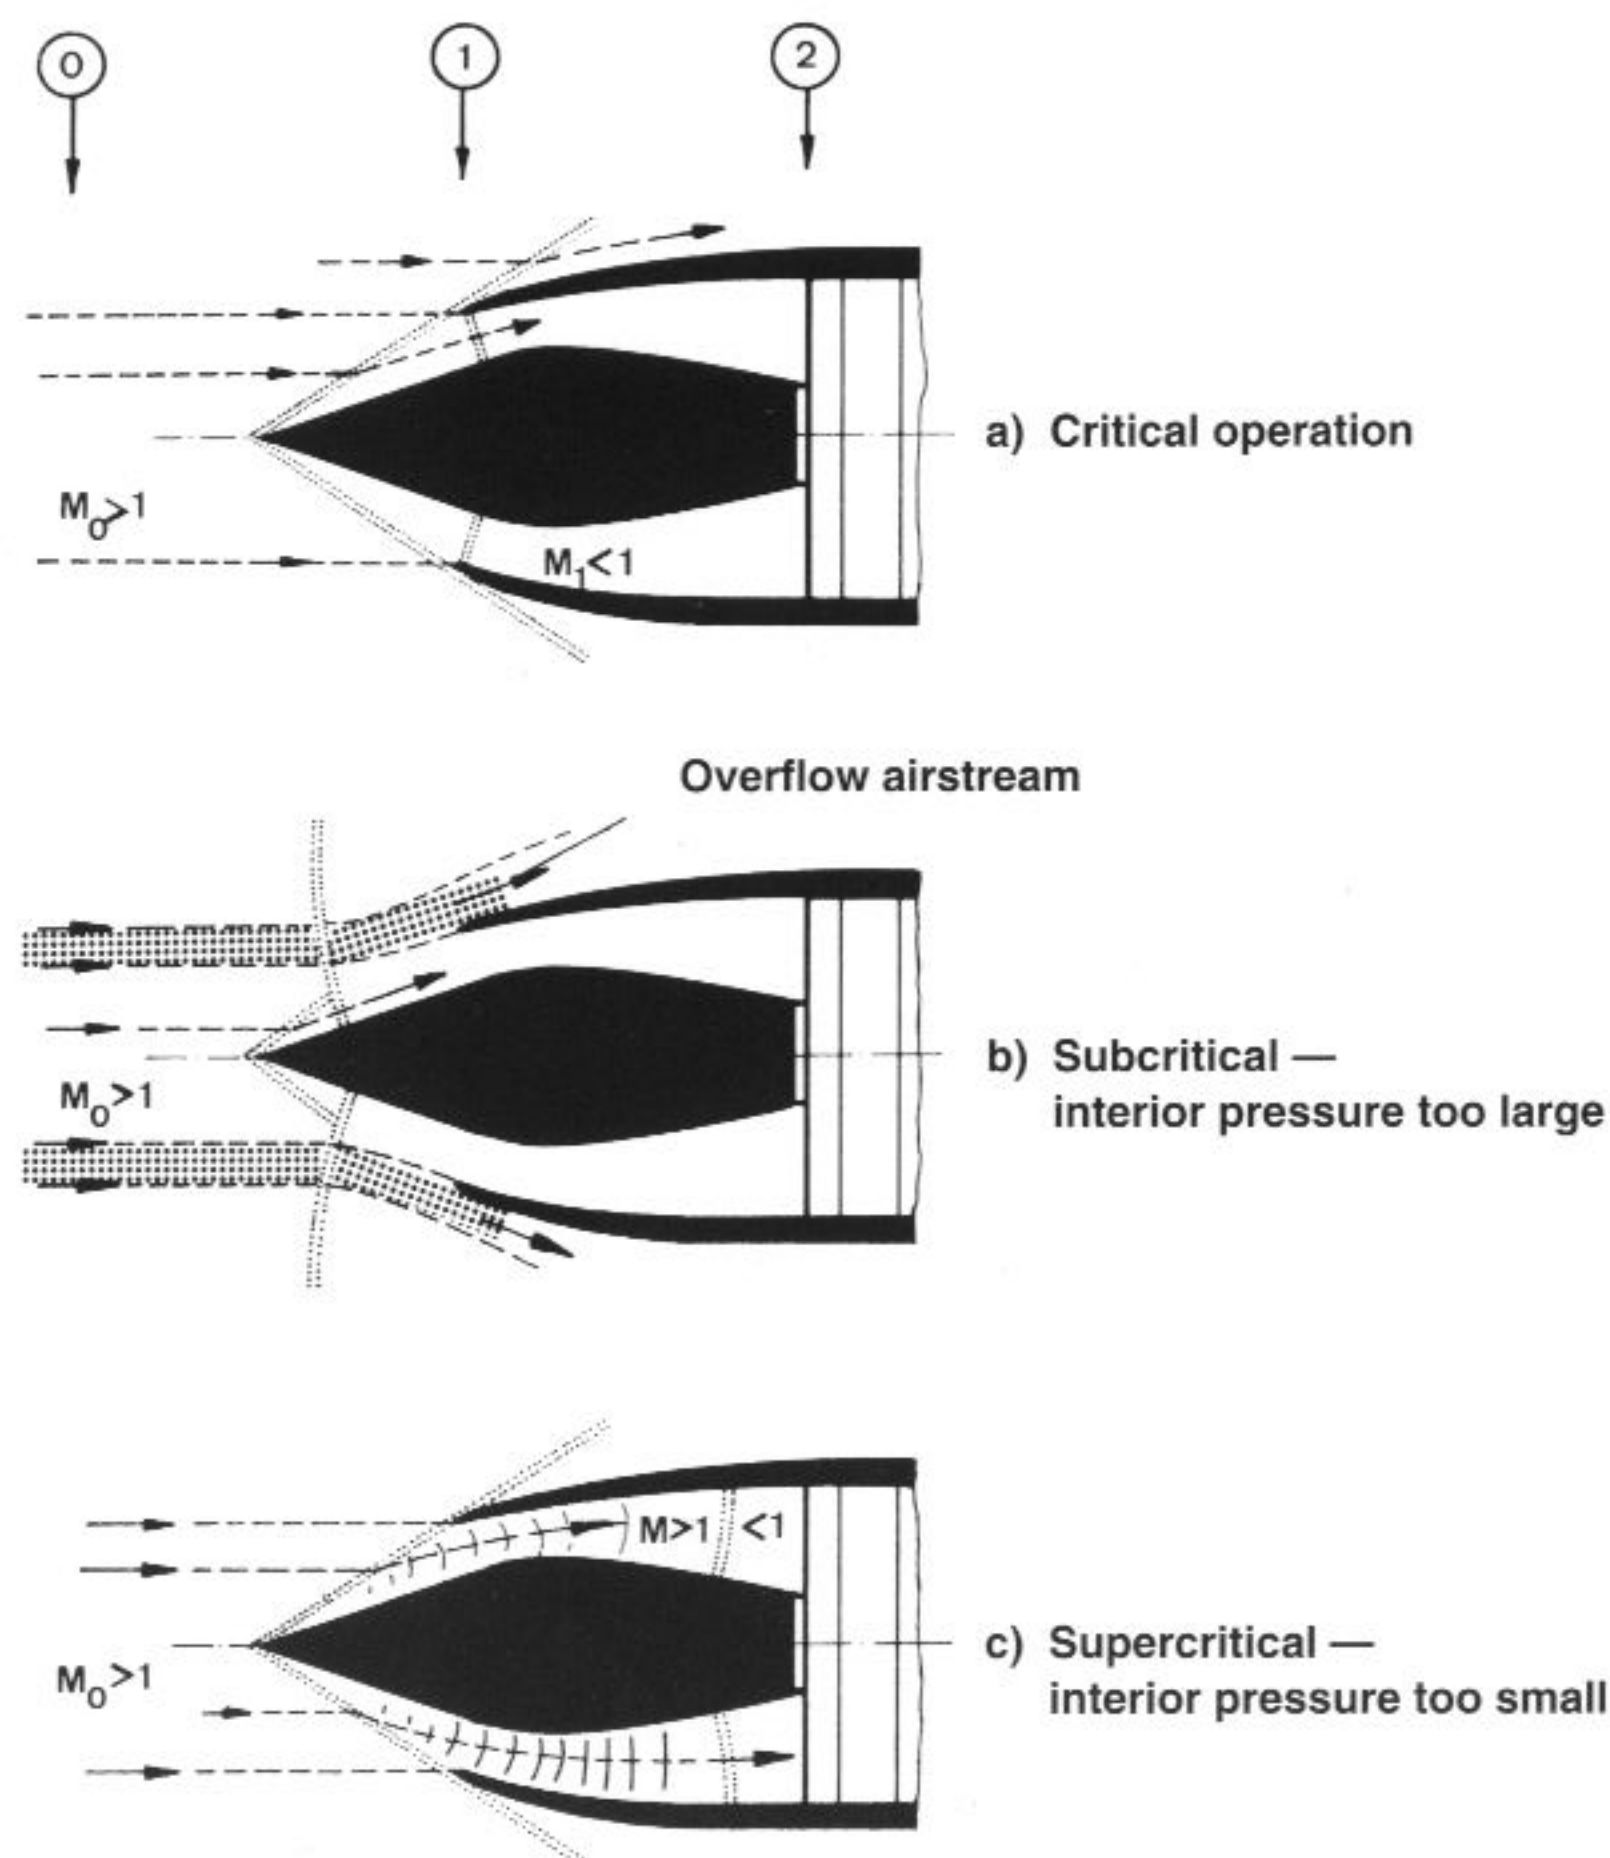 0 1 2
M0>1
M1<1
a) Critical operation
Overflow airstream
M0>1
b) Subcritical —
interior pressure too large
M>1 <1
M0>1
c) Supercritical —
interior pressure too small